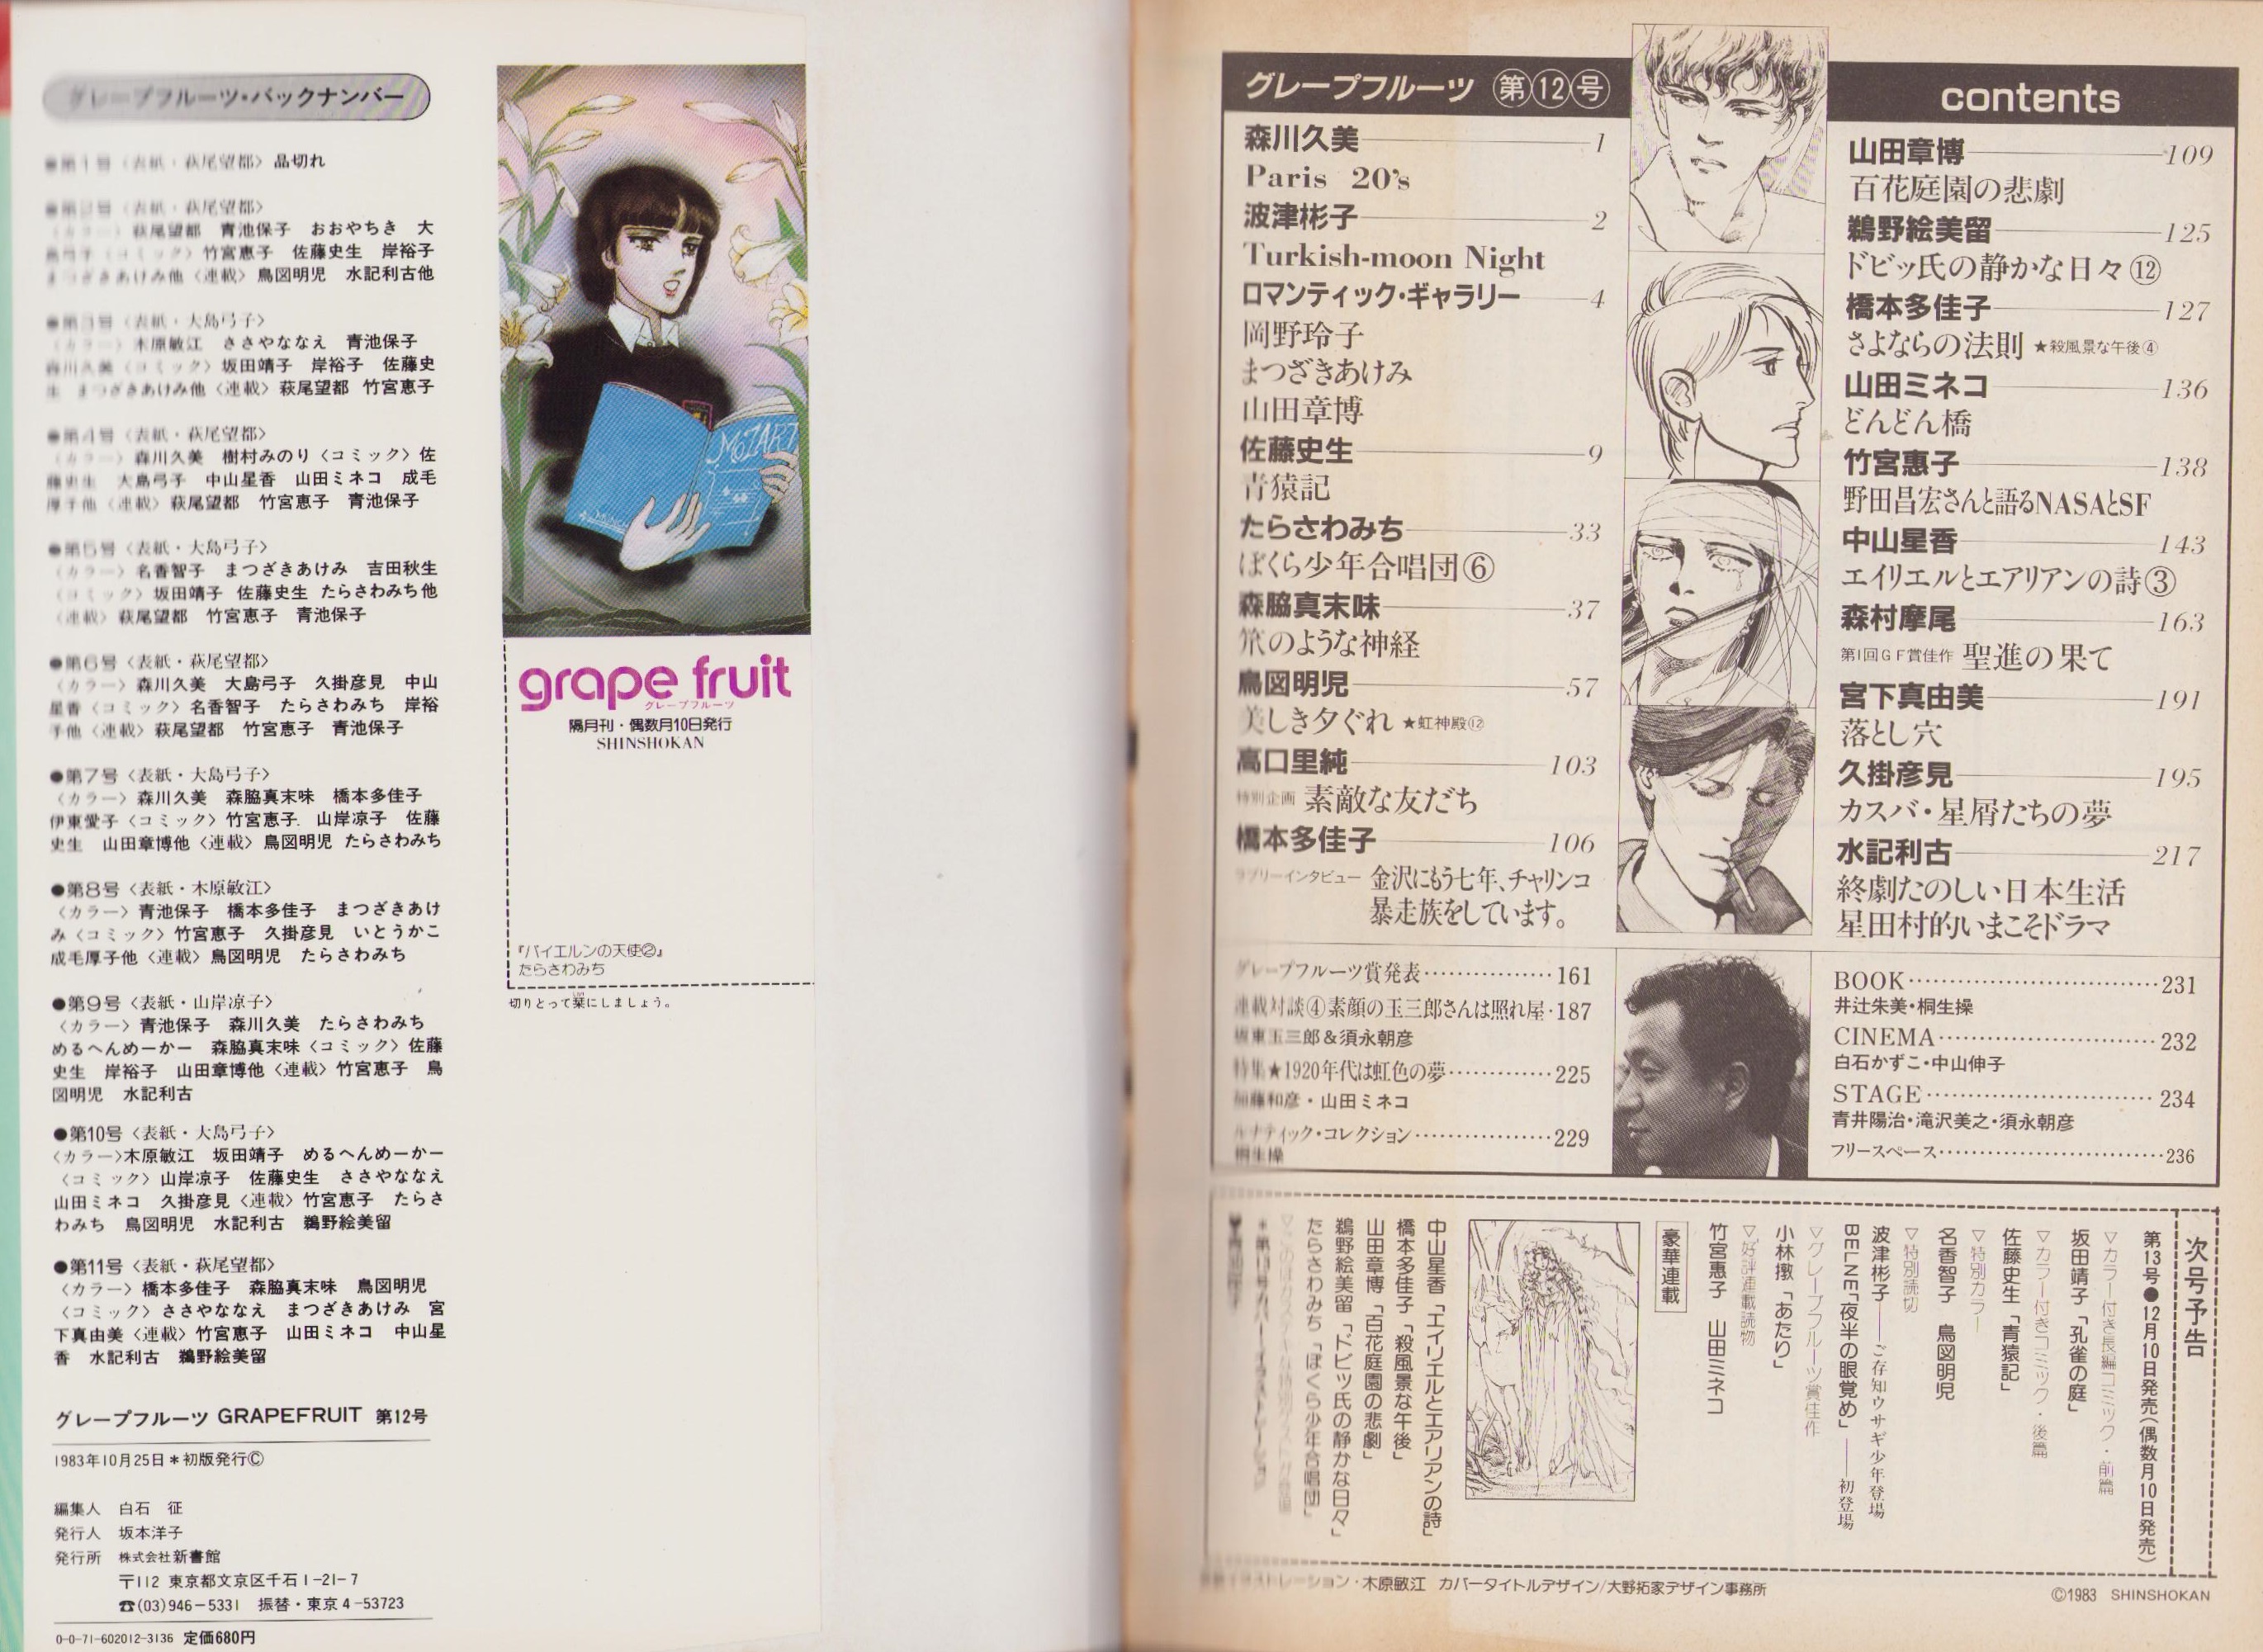 グレープフルーツ・バックナンバー
●第1号〈表紙・萩尾望都〉品切れ
●第2号〈表紙・萩尾望都〉
〈カラー〉萩尾望都 青池保子 おおやちき 大
島弓子〈コミック〉竹宮恵子 佐藤史生 岸裕子
まつざきあけみ他〈連載〉鳥図明児 水記利古他
●第3号〈表紙・大島弓子〉
〈カラー〉木原敏江 ささやななえ 青池保子
森川久美〈コミック〉坂田靖子 岸裕子 佐藤史
生 まつざきあけみ他〈連載〉萩尾望都 竹宮恵子
●第4号〈表紙・萩尾望都〉
〈カラー〉森川久美 樹村みのり〈コミック〉佐
藤史生 大島弓子 中山星香 山田ミネコ 成毛
厚子他〈連載〉萩尾望都 竹宮恵子 青池保子
●第5号〈表紙・大島弓子〉
〈カラー〉名香智子 まつざきあけみ 吉田秋生
〈コミック〉坂田靖子 佐藤史生 たらさわみち他
〈連載〉萩尾望都 竹宮恵子 青池保子
●第6号〈表紙・萩尾望都〉
〈カラー〉森川久美 大島弓子 久掛彦見 中山
星香〈コミック〉名香智子 たらさわみち 岸裕
子他〈連載〉萩尾望都 竹宮恵子 青池保子
●第7号〈表紙・大島弓子〉
〈カラー〉森川久美 森脇真末味 橋本多佳子
伊東愛子〈コミック〉竹宮恵子 山岸凉子 佐藤
史生 山田章博他〈連載〉鳥図明児 たらさわみち
●第8号〈表紙・木原敏江〉
〈カラー〉青池保子 橋本多佳子 まつざきあけ
み〈コミック〉竹宮恵子 久掛彦見 いとうかこ
成毛厚子他〈連載〉鳥図明児 たらさわみち
●第9号〈表紙・山岸凉子〉
〈カラー〉青池保子 森川久美 たらさわみち
めるへんめーかー 森脇真末味〈コミック〉佐藤
史生 岸裕子 山田章博他〈連載〉竹宮恵子 鳥
図明児 水記利古
●第10号〈表紙・大島弓子〉
〈カラー〉木原敏江 坂田靖子 めるへんめーかー
〈コミック〉山岸凉子 佐藤史生 ささやななえ
山田ミネコ 久掛彦見〈連載〉竹宮恵子 たらさ
わみち 鳥図明児 水記利古 鵜野絵美留
●第11号〈表紙・萩尾望都〉
〈カラー〉橋本多佳子 森脇真末味 鳥図明児
〈コミック〉ささやななえ まつざきあけみ 宮
下真由美〈連載〉竹宮恵子 山田ミネコ 中山星
香 水記利古 鵜野絵美留
グレープフルーツ GRAPEFRUIT 第12号
1983年10月25日＊初版発行Ⓒ
編集人 白石 征
発行人 坂本洋子
発行所 株式会社新書館
〒112 東京都文京区千石1-21-7
☎(03)946-5331 振替・東京4-53723
0-0-71-602012-3136 定価680円
MOZART
grape fruit
グレープフルーツ
隔月刊・偶数月10日発行
SHINSHOKAN
『バイエルンの天使②』
たらさわみち
切りとって栞にしましょう。
グレープフルーツ 第12号
contents
森川久美 1
Paris 20's
波津彬子 2
Turkish-moon Night
ロマンティック・ギャラリー 4
岡野玲子
まつざきあけみ
山田章博
佐藤史生 9
青猿記
たらさわみち 33
ぼくら少年合唱団⑥
森脇真末味 37
のような神経
鳥図明児 57
美しき夕ぐれ ★虹神殿⑫
高口里純 103
特別企画 素敵な友だち
橋本多佳子 106
ラブリーインタビュー 金沢にもう七年、チャリンコ
暴走族をしています。
山田章博 109
百花庭園の悲劇
鵜野絵美留 125
ドビッ氏の静かな日々⑫
橋本多佳子 127
さよならの法則 ★殺風景な午後④
山田ミネコ 136
どんどん橋
竹宮恵子 138
野田昌宏さんと語るNASAとSF
中山星香 143
エイリエルとエアリアンの詩③
森村摩尾 163
第1回GF賞佳作 聖進の果て
宮下真由美 191
落とし穴
久掛彦見 195
カスバ・星屑たちの夢
水記利古 217
終劇たのしい日本生活
星田村的いまこそドラマ
グレープフルーツ賞発表 161
連載対談④素顔の玉三郎さんは照れ屋 187
坂東玉三郎＆須永朝彦
特集★1920年代は虹色の夢 225
加藤和彦・山田ミネコ
ルナティック・コレクション 229
桐生操
BOOK 231
井辻朱美・桐生操
CINEMA 232
白石かずこ・中山伸子
STAGE 234
青井陽治・滝沢美之・須永朝彦
フリースペース 236
次号予告
第13号●12月10日発売（偶数月10日発売）
▽カラー付き長編コミック・前篇
坂田靖子「孔雀の庭」
▽カラー付きコミック・後篇
佐藤史生「青猿記」
▽特別カラー
名香智子 鳥図明児
▽特別読切
波津彬子――ご存知ウサギ少年登場
BELNE「夜半の眼覚め」――初登場
▽グレープフルーツ賞佳作
小林擻「あたり」
▽好評連載読物
竹宮恵子 山田ミネコ
豪華連載
中山星香「エイリエルとエアリアンの詩」
橋本多佳子「殺風景な午後」
山田章博「百花庭園の悲劇」
鵜野絵美留「ドビッ氏の静かな日々」
たらさわみち「ぼくら少年合唱団」
イラストレーション・木原敏江 カバータイトルデザイン/大野拓家デザイン事務所
©1983 SHINSHOKAN